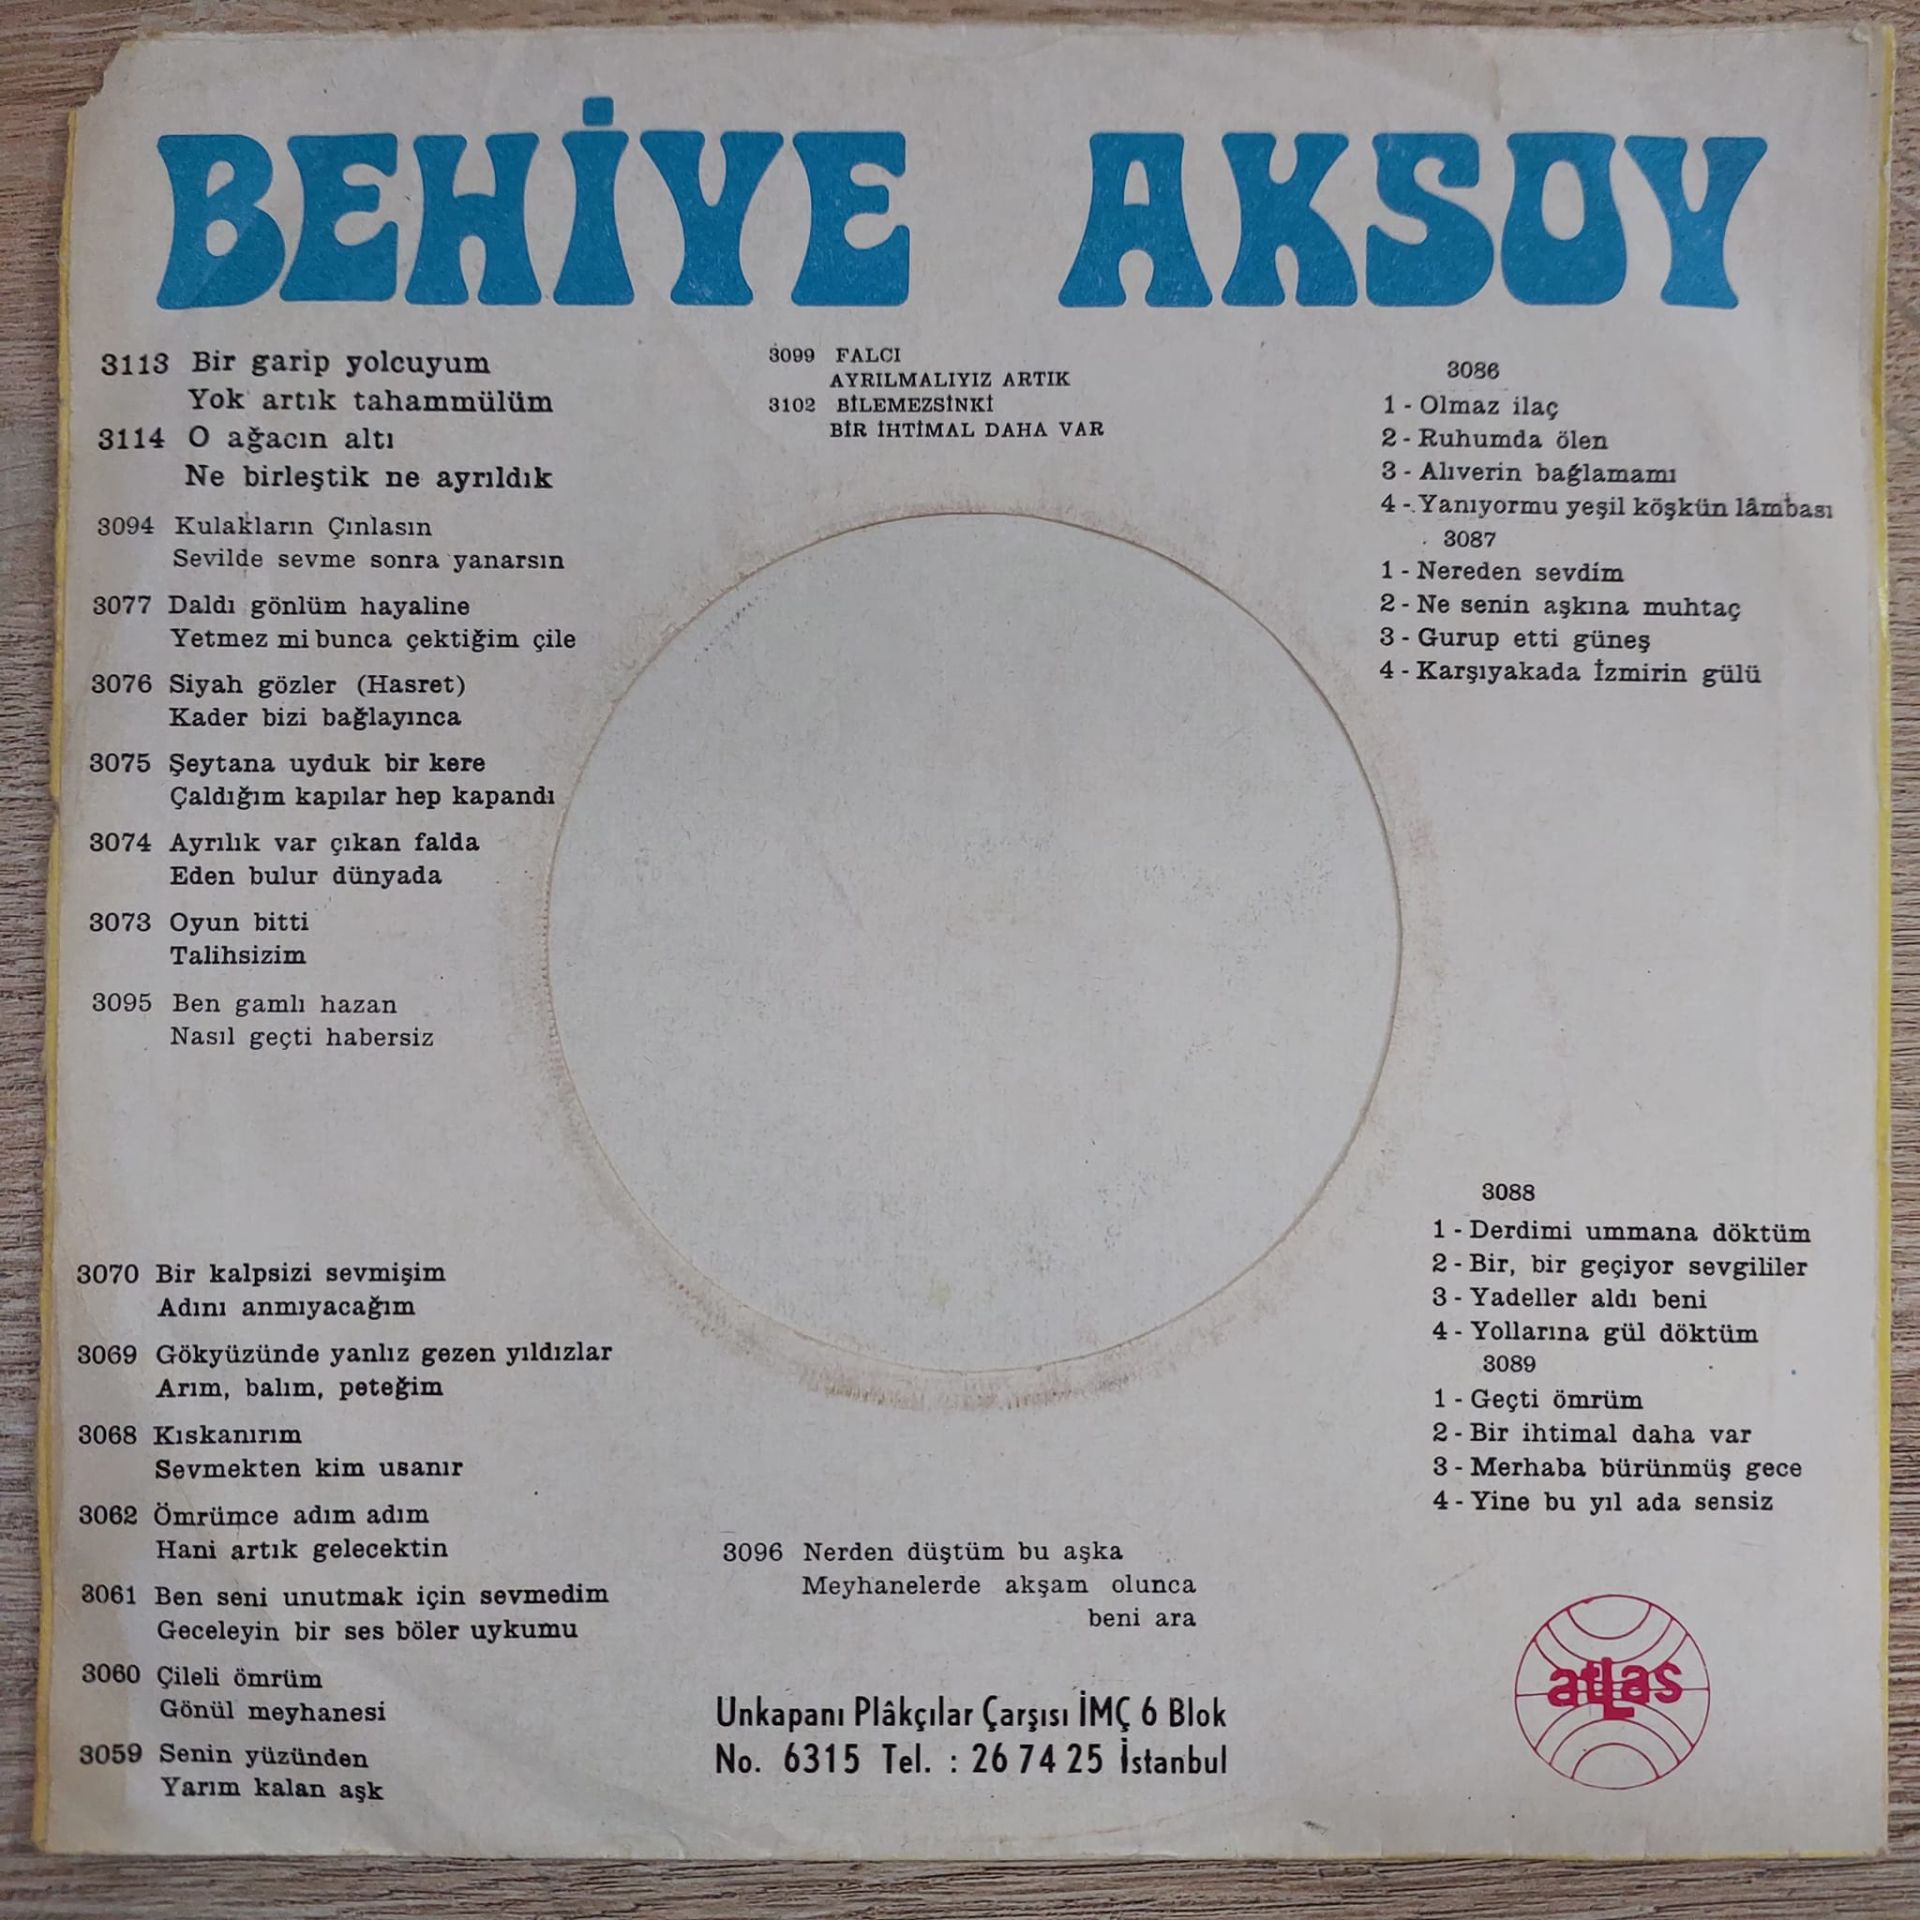 BEHİYE AKSOY
3113 Bir garip yolcuyum
Yok artık tahammülüm
3114 O ağacın altı
Ne birleştik ne ayrıldık
3094 Kulakların Çınlasın
Sevilde sevme sonra yanarsın
3077 Daldı gönlüm hayaline
Yetmez mi bunca çektiğim çile
3076 Siyah gözler (Hasret)
Kader bizi bağlayınca
3075 Şeytana uyduk bir kere
Çaldığım kapılar hep kapandı
3074 Ayrılık var çıkan falda
Eden bulur dünyada
3073 Oyun bitti
Talihsizim
3095 Ben gamlı hazan
Nasıl geçti habersiz
3070 Bir kalpsizi sevmişim
Adını anmıyacağım
3069 Gökyüzünde yanlız gezen yıldızlar
Arım, balım, peteğim
3068 Kıskanırım
Sevmekten kim usanır
3062 Ömrümce adım adım
Hani artık gelecektin
3061 Ben seni unutmak için sevmedim
Geceleyin bir ses böler uykumu
3060 Çileli ömrüm
Gönül meyhanesi
3059 Senin yüzünden
Yarım kalan aşk
3099 FALCI
AYRILMALIYIZ ARTIK
3102 BİLEMEZSİNKİ
BİR İHTİMAL DAHA VAR
3096 Nerden düştüm bu aşka
Meyhanelerde akşam olunca
beni ara
Unkapanı Plâkçılar Çarşısı İMÇ 6 Blok
No. 6315 Tel. : 26 74 25 İstanbul
3086
1 - Olmaz ilaç
2 - Ruhumda ölen
3 - Alıverin bağlamamı
4 - Yanıyormu yeşil köşkün lâmbası
3087
1 - Nereden sevdim
2 - Ne senin aşkına muhtaç
3 - Gurup etti güneş
4 - Karşıyakada İzmirin gülü
3088
1 - Derdimi ummana döktüm
2 - Bir, bir geçiyor sevgililer
3 - Yadeller aldı beni
4 - Yollarına gül döktüm
3089
1 - Geçti ömrüm
2 - Bir ihtimal daha var
3 - Merhaba bürünmüş gece
4 - Yine bu yıl ada sensiz
atLas